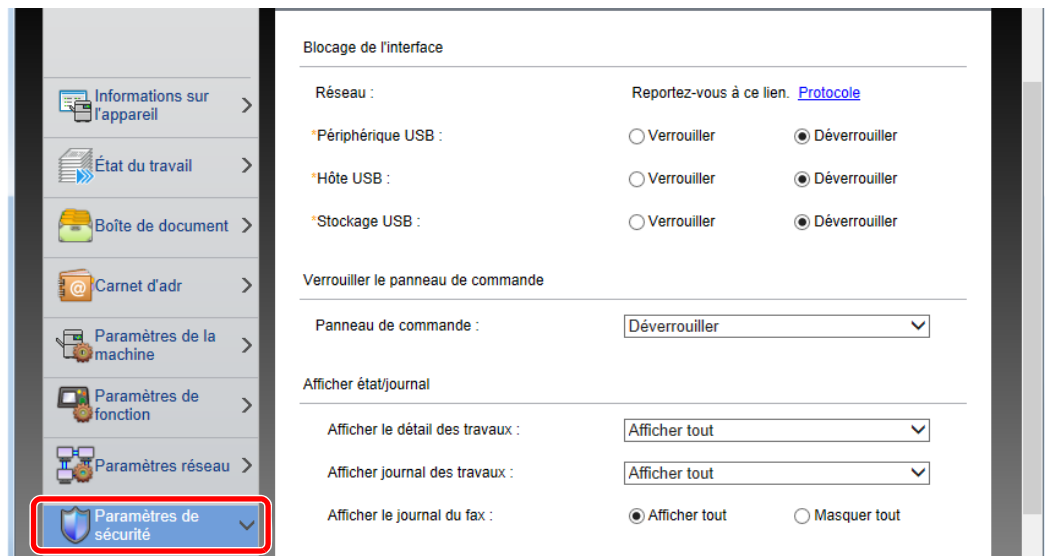 Informations sur
l'appareil
État du travail
Boîte de document
Carnet d'adr
Paramètres de la
machine
Paramètres de
fonction
Paramètres réseau
Paramètres de
sécurité
Blocage de l'interface
Réseau : Reportez-vous à ce lien. Protocole
*Périphérique USB : Verrouiller Déverrouiller
*Hôte USB : Verrouiller Déverrouiller
*Stockage USB : Verrouiller Déverrouiller
Verrouiller le panneau de commande
Panneau de commande : Déverrouiller
Afficher état/journal
Afficher le détail des travaux : Afficher tout
Afficher journal des travaux : Afficher tout
Afficher le journal du fax : Afficher tout Masquer tout